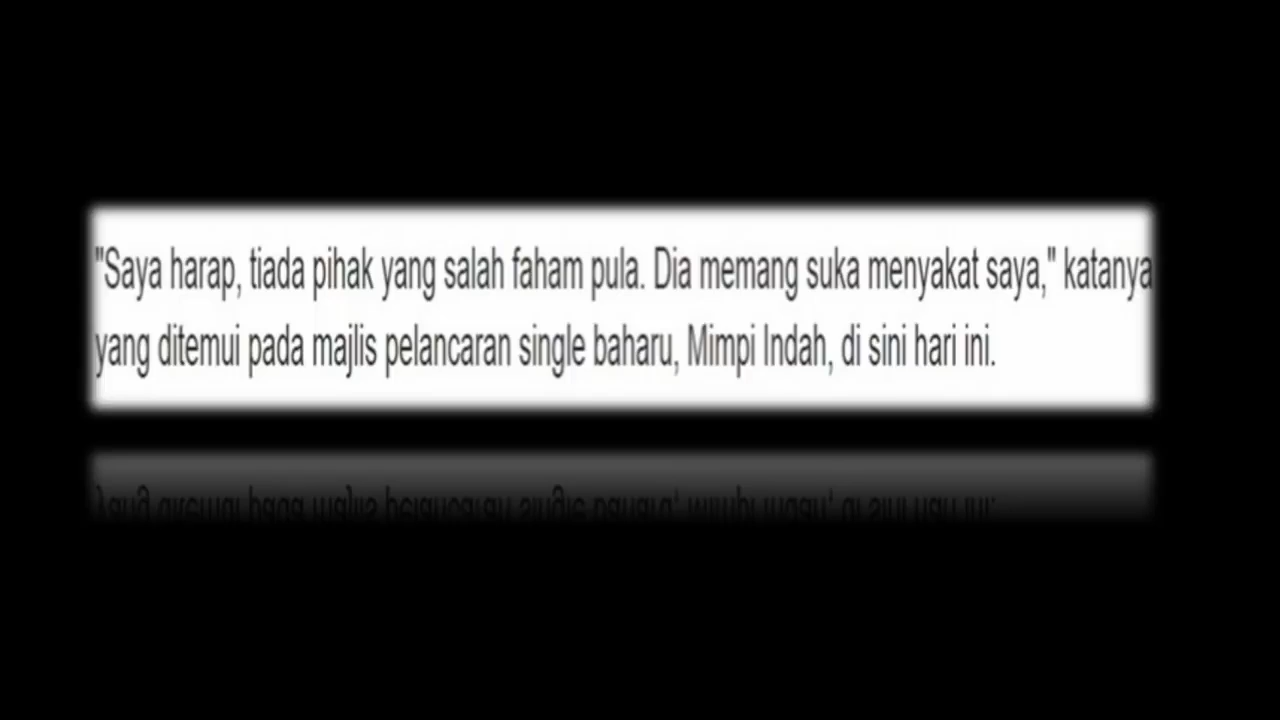 "Saya harap, tiada pihak yang salah faham pula. Dia memang suka menyakat saya," katanya
yang ditemui pada majlis pelancaran single baharu, Mimpi Indah, di sini hari ini.